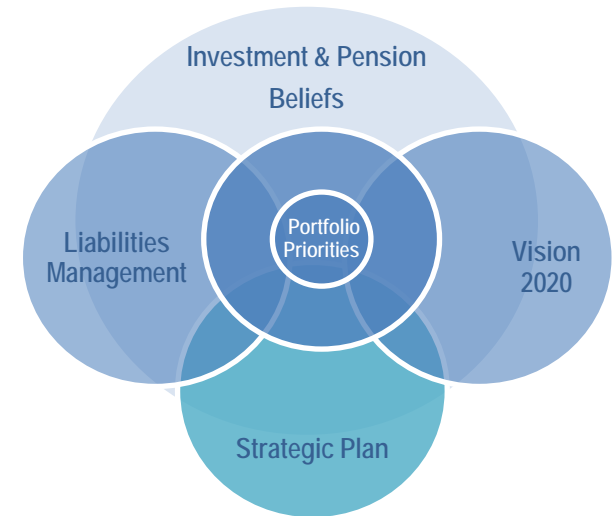 Investment & Pension
Beliefs
Portfolio
Priorities
Liabilities
Management
Vision
2020
Strategic Plan